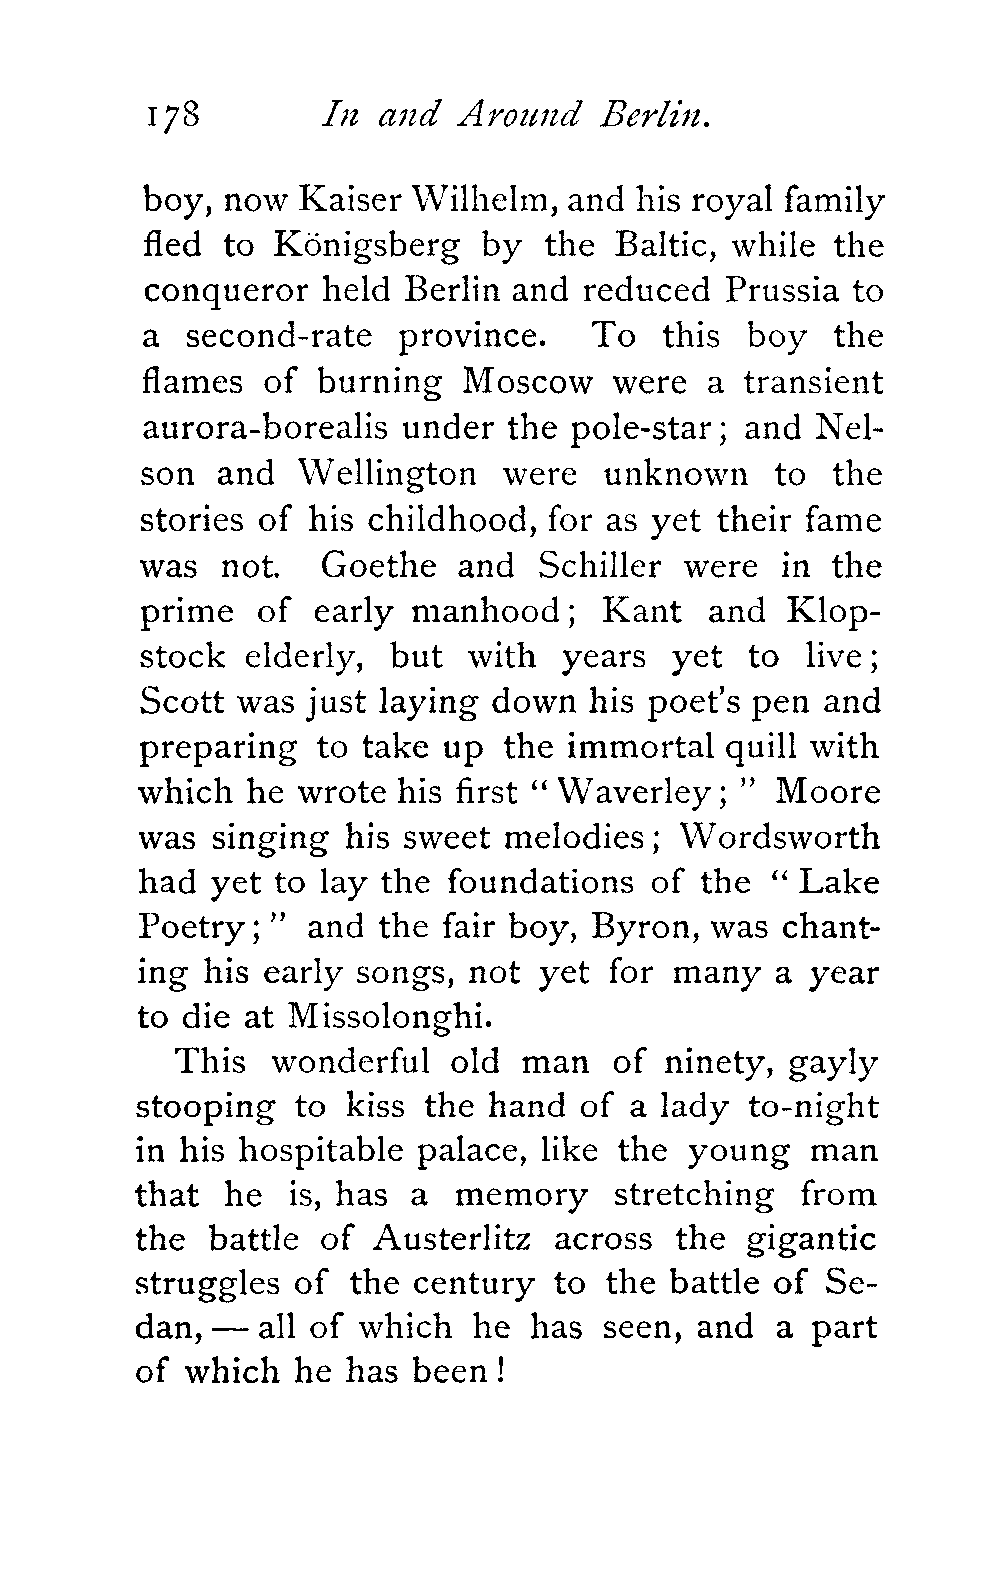 178 In and Around Berlin.
boy, now Kaiser Wilhelm, and his royal family
fled to Königsberg by the Baltic, while the
conqueror held Berlin and reduced Prussia to
a second-rate province. To this boy the
flames of burning Moscow were a transient
aurora-borealis under the pole-star; and Nel-
son and Wellington were unknown to the
stories of his childhood, for as yet their fame
was not. Goethe and Schiller were in the
prime of early manhood; Kant and Klop-
stock elderly, but with years yet to live;
Scott was just laying down his poet's pen and
preparing to take up the immortal quill with
which he wrote his first “Waverley;” Moore
was singing his sweet melodies; Wordsworth
had yet to lay the foundations of the “Lake
Poetry;” and the fair boy, Byron, was chant-
ing his early songs, not yet for many a year
to die at Missolonghi.
This wonderful old man of ninety, gayly
stooping to kiss the hand of a lady to-night
in his hospitable palace, like the young man
that he is, has a memory stretching from
the battle of Austerlitz across the gigantic
struggles of the century to the battle of Se-
dan, — all of which he has seen, and a part
of which he has been!